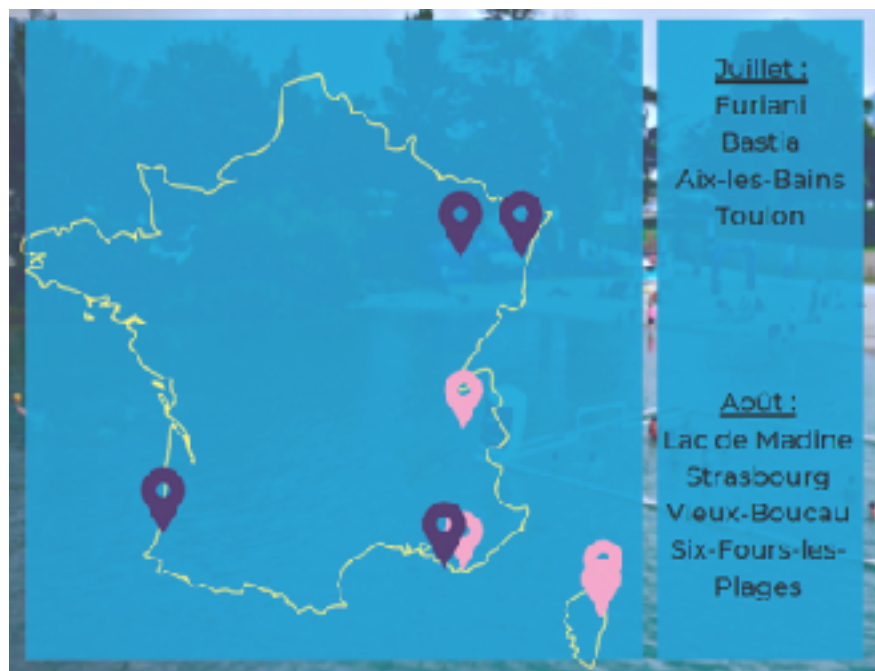 Juillet :
Furiani
Bastia
Aix-les-Bains
Toulon
Août :
Lac de Madine
Strasbourg
Vieux-Boucau
Six-Fours-les-
Plages